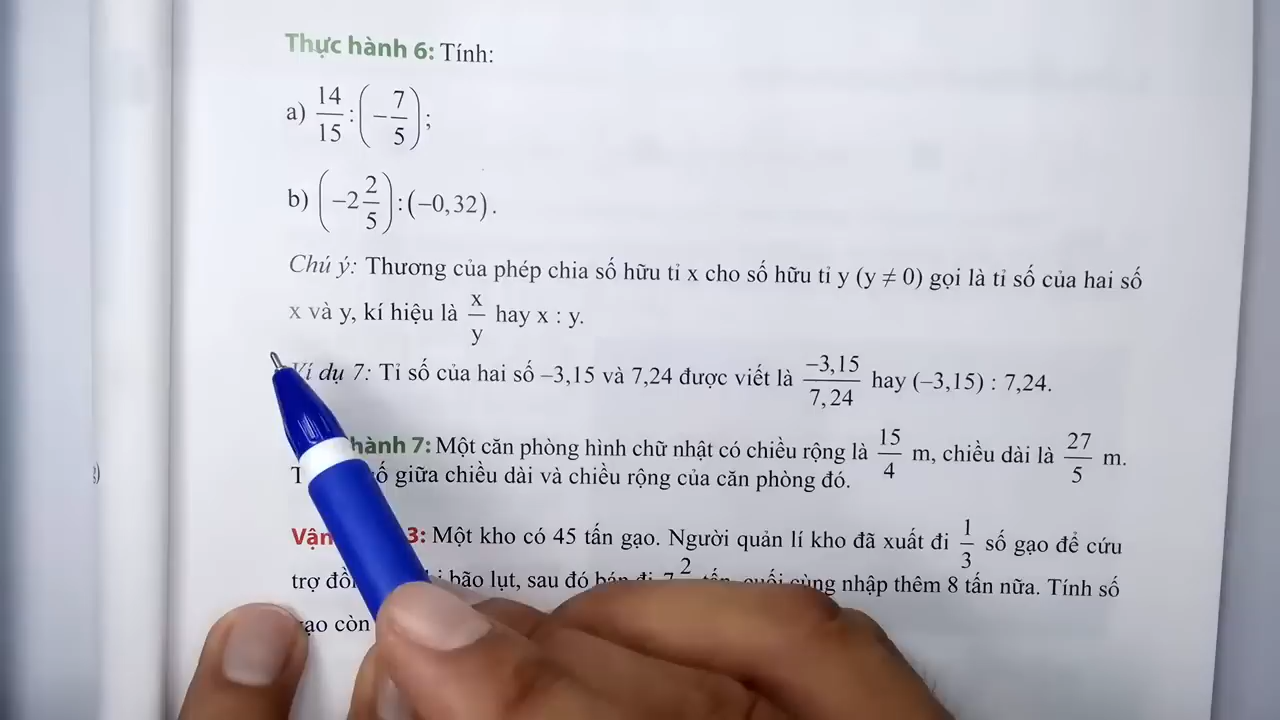 Thực hành 6: Tính:
a) 14/15 : (−7/5);
b) (−2 2/5) : (−0,32).
Chú ý: Thương của phép chia số hữu tỉ x cho số hữu tỉ y (y ≠ 0) gọi là tỉ số của hai số
x và y, kí hiệu là x/y hay x : y.
Ví dụ 7: Tỉ số của hai số −3,15 và 7,24 được viết là −3,15/7,24 hay (−3,15) : 7,24.
hành 7: Một căn phòng hình chữ nhật có chiều rộng là 15/4 m, chiều dài là 27/5 m.
giữa chiều dài và chiều rộng của căn phòng đó.
3: Một kho có 45 tấn gạo. Người quản lí kho đã xuất đi 1/3 số gạo để cứu
trợ bão lụt, sau đó bán đi 7 tấn, cuối cùng nhập thêm 8 tấn nữa. Tính số
còn